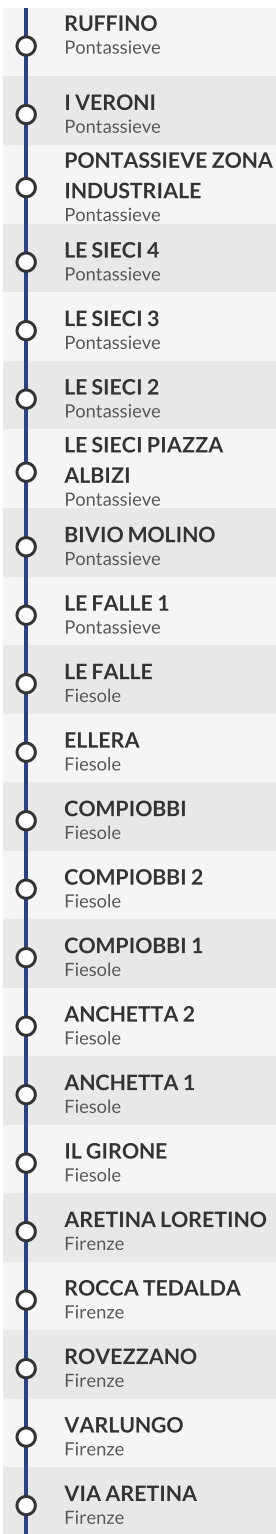 RUFFINO
Pontassieve
I VERONI
Pontassieve
PONTASSIEVE ZONA
INDUSTRIALE
Pontassieve
LE SIECI 4
Pontassieve
LE SIECI 3
Pontassieve
LE SIECI 2
Pontassieve
LE SIECI PIAZZA
ALBIZI
Pontassieve
BIVIO MOLINO
Pontassieve
LE FALLE 1
Pontassieve
LE FALLE
Fiesole
ELLERA
Fiesole
COMPIOBBI
Fiesole
COMPIOBBI 2
Fiesole
COMPIOBBI 1
Fiesole
ANCHETTA 2
Fiesole
ANCHETTA 1
Fiesole
IL GIRONE
Fiesole
ARETINA LORETINO
Firenze
ROCCA TEDALDA
Firenze
ROVEZZANO
Firenze
VARLUNGO
Firenze
VIA ARETINA
Firenze